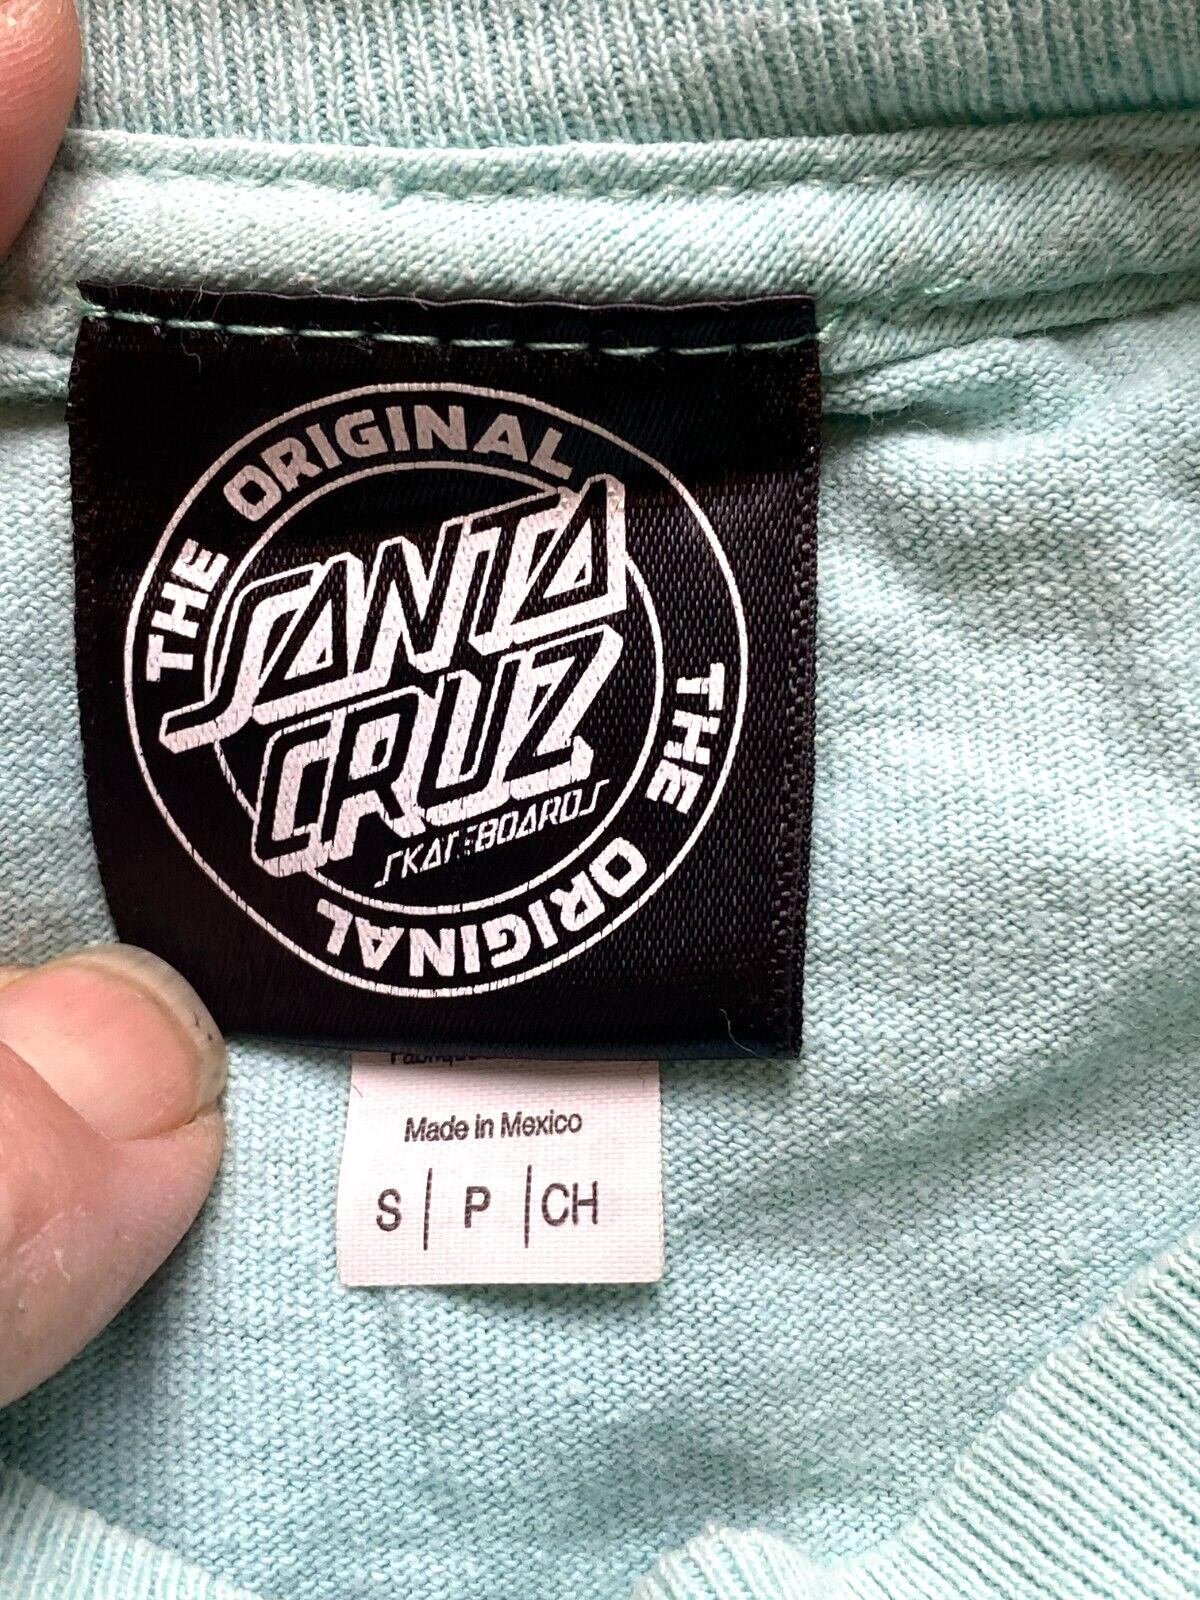 THE ORIGINAL
SANTA
CRUZ
SKATEBOARDS
THE ORIGINAL
Made in Mexico
S | P | CH